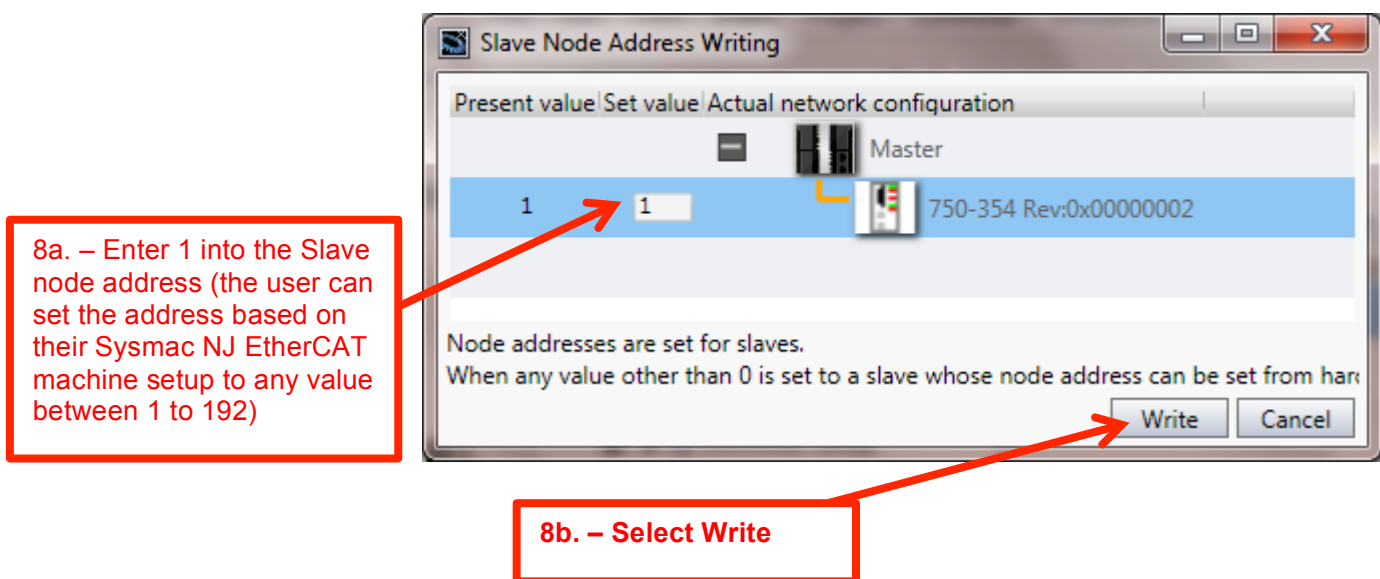 Slave Node Address Writing
Present value Set value Actual network configuration
Master
1 1 750-354 Rev:0x00000002
8a. – Enter 1 into the Slave
node address (the user can
set the address based on
their Sysmac NJ EtherCAT
machine setup to any value
between 1 to 192)
Node addresses are set for slaves.
When any value other than 0 is set to a slave whose node address can be set from hard
Write Cancel
8b. – Select Write